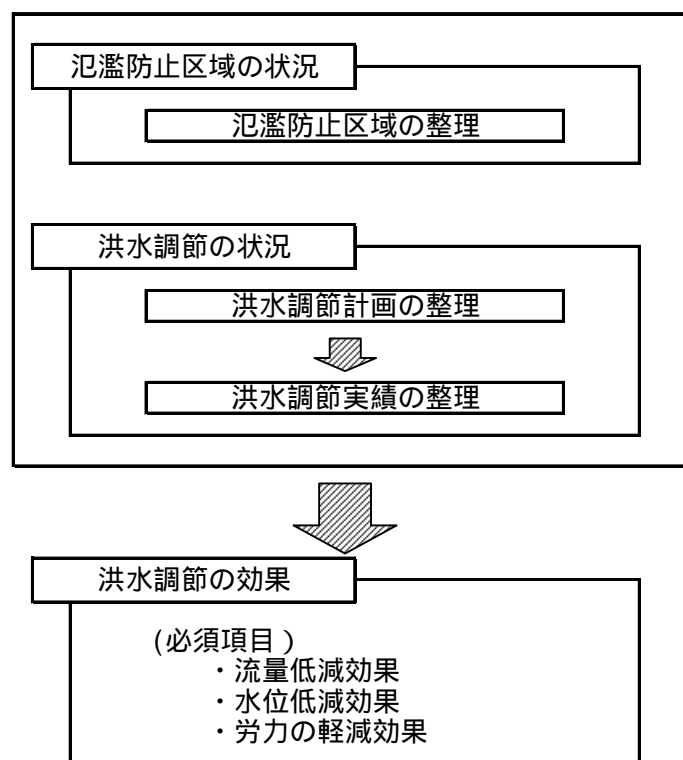 氾濫防止区域の状況
氾濫防止区域の整理
洪水調節の状況
洪水調節計画の整理
洪水調節実績の整理
洪水調節の効果
(必須項目）
・流量低減効果
・水位低減効果
・労力の軽減効果